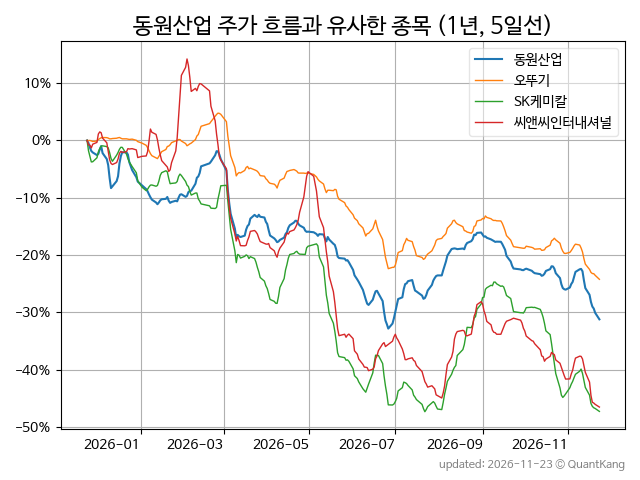 동원산업 주가 흐름과 유사한 종목 (1년, 5일선)
동원산업
오뚜기
SK케미칼
씨앤씨인터내셔널
10%
0%
−10%
−20%
−30%
−40%
−50%
2026-01 2026-03 2026-05 2026-07 2026-09 2026-11
updated: 2026-11-23 © QuantKang